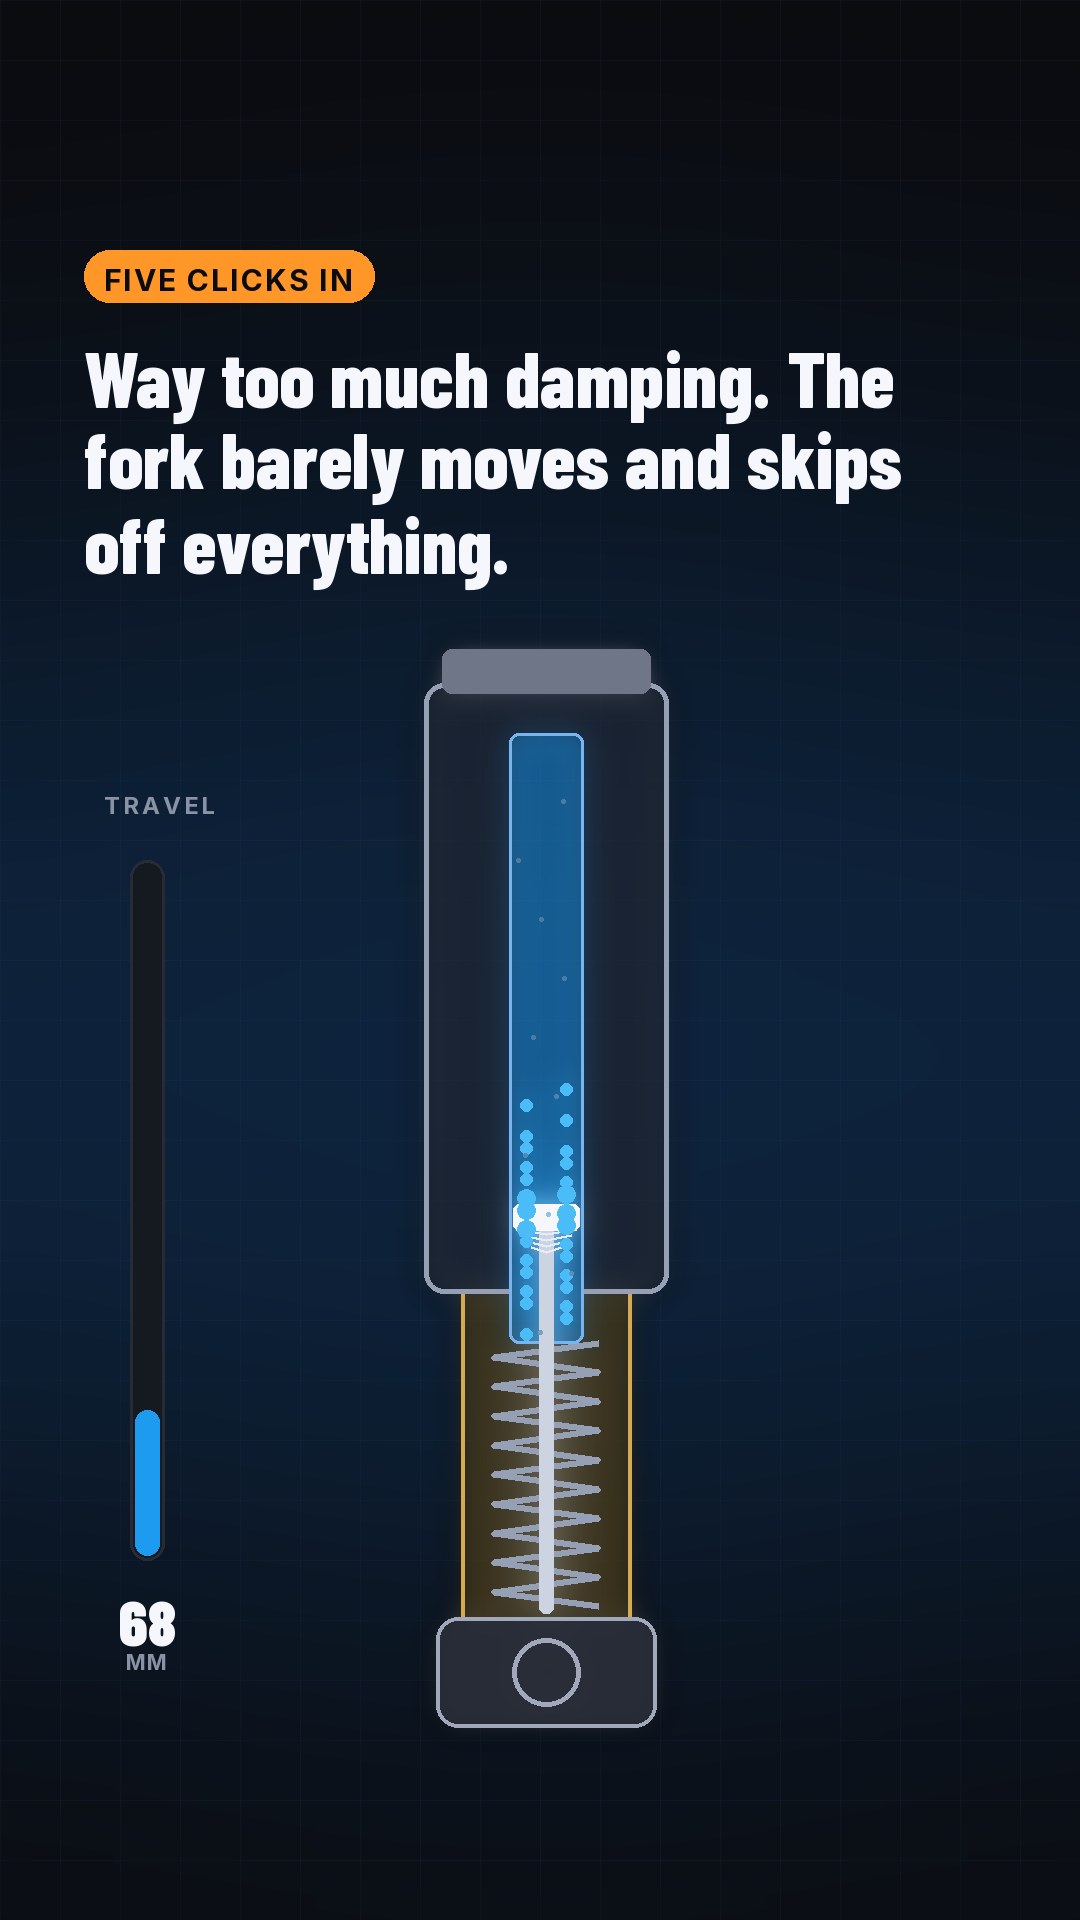 FIVE CLICKS IN
Way too much damping. The
fork barely moves and skips
off everything.
TRAVEL
68
MM